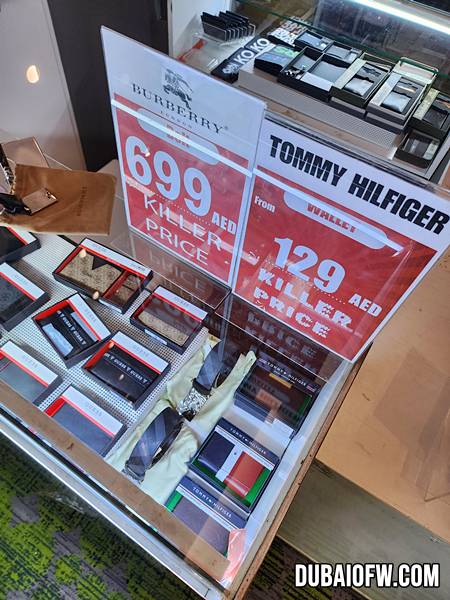 BURBERRY
LONDON
699 AED
KILLER
PRICE
TOMMY HILFIGER
WALLET
From
129 AED
KILLER
PRICE
TOMMY HILFIGER
DUBAIOFW.COM